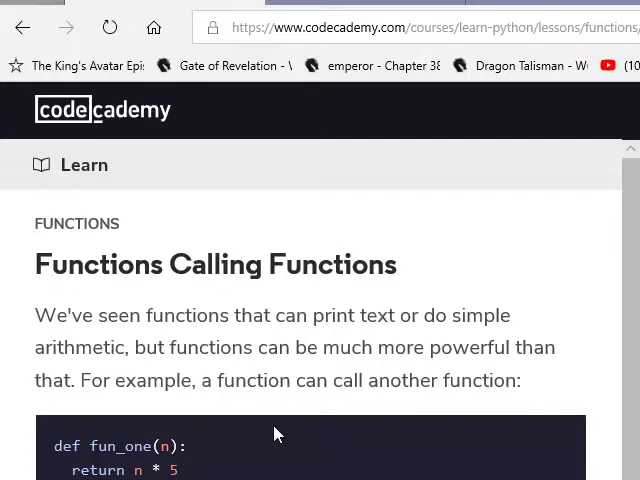 https://www.codecademy.com/courses/learn-python/lessons/functions/
The King's Avatar Epi: Gate of Revelation - \ emperor - Chapter 38 Dragon Talisman - W (10
codecademy
Learn
FUNCTIONS
Functions Calling Functions
We've seen functions that can print text or do simple
arithmetic, but functions can be much more powerful than
that. For example, a function can call another function:
def fun_one(n):
return n * 5